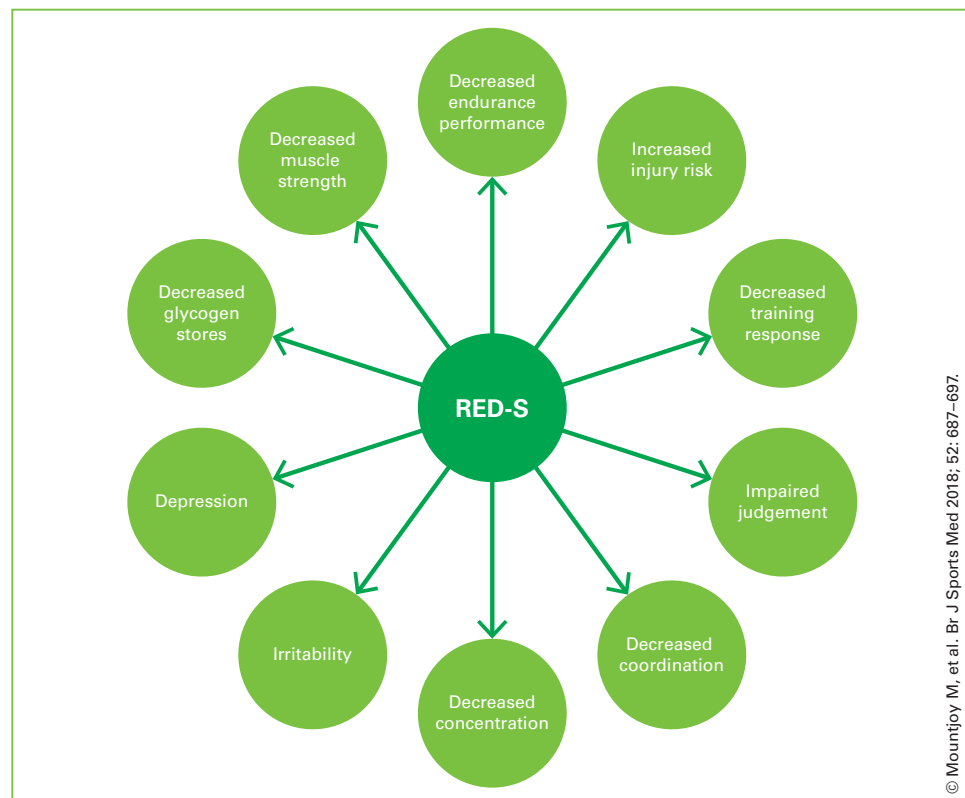 Decreased
endurance
performance
Increased
injury risk
Decreased
training
response
Impaired
judgement
Decreased
coordination
Decreased
concentration
Irritability
Depression
Decreased
glycogen
stores
Decreased
muscle
strength
RED-S
© Mountjoy M, et al. Br J Sports Med 2018; 52: 687–697.